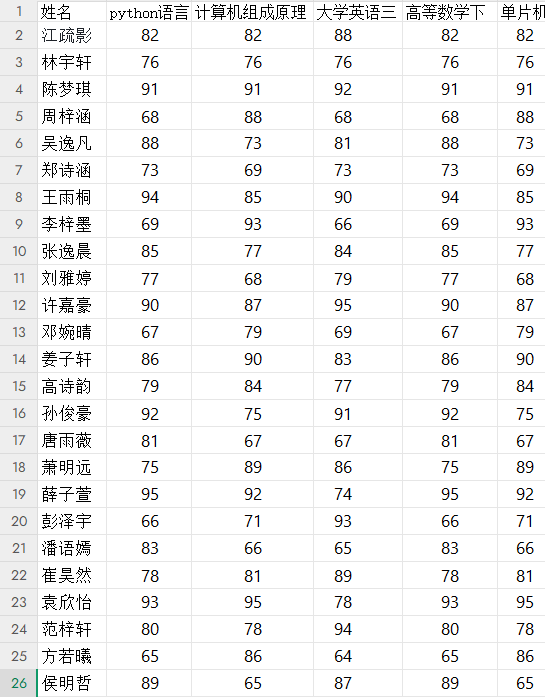 1 姓名 python语言 计算机组成原理 大学英语三 高等数学下 单片机
2 江疏影 82 82 88 82 82
3 林宇轩 76 76 76 76 76
4 陈梦琪 91 91 92 91 91
5 周梓涵 68 88 68 68 88
6 吴逸凡 88 73 81 88 73
7 郑诗涵 73 69 73 73 69
8 王雨桐 94 85 90 94 85
9 李梓墨 69 93 66 69 93
10 张逸晨 85 77 84 85 77
11 刘雅婷 77 68 79 77 68
12 许嘉豪 90 87 95 90 87
13 邓婉晴 67 79 69 67 79
14 姜子轩 86 90 83 86 90
15 高诗韵 79 84 77 79 84
16 孙俊豪 92 75 91 92 75
17 唐雨薇 81 67 67 81 67
18 萧明远 75 89 86 75 89
19 薛子萱 95 92 74 95 92
20 彭泽宇 66 71 93 66 71
21 潘语嫣 83 66 65 83 66
22 崔昊然 78 81 89 78 81
23 袁欣怡 93 95 78 93 95
24 范梓轩 80 78 94 80 78
25 方若曦 65 86 64 65 86
26 侯明哲 89 65 87 89 65